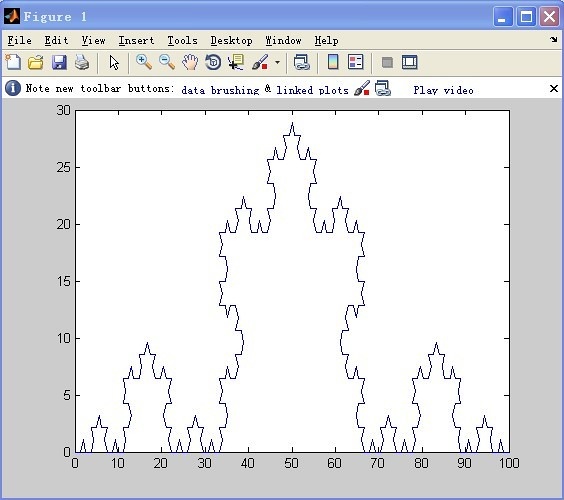 Figure 1
File Edit View Insert Tools Desktop Window Help
Note new toolbar buttons: data brushing & linked plots Play video
30
25
20
15
10
5
0
0 10 20 30 40 50 60 70 80 90 100